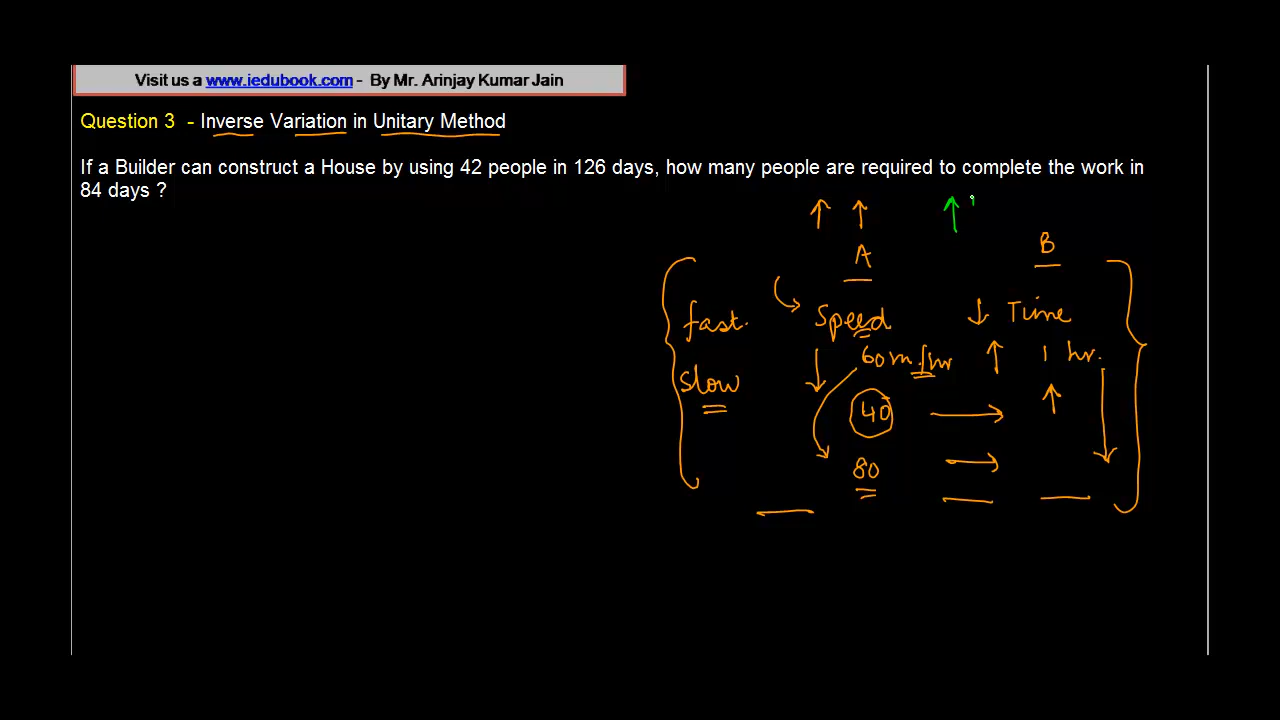 Visit us a www.iedubook.com - By Mr. Arinjay Kumar Jain
Question 3 - Inverse Variation in Unitary Method
If a Builder can construct a House by using 42 people in 126 days, how many people are required to complete the work in
84 days ?
A B
fast. Speed Time
60m/hr 1 hr.
slow
40
80